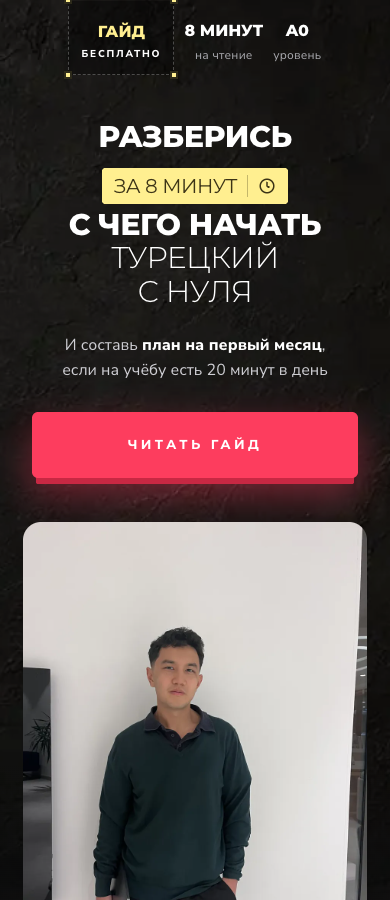 ГАЙД
БЕСПЛАТНО
8 МИНУТ
на чтение
A0
уровень
РАЗБЕРИСЬ
ЗА 8 МИНУТ
С ЧЕГО НАЧАТЬ
ТУРЕЦКИЙ
С НУЛЯ
И составь план на первый месяц,
если на учёбу есть 20 минут в день
ЧИТАТЬ ГАЙД